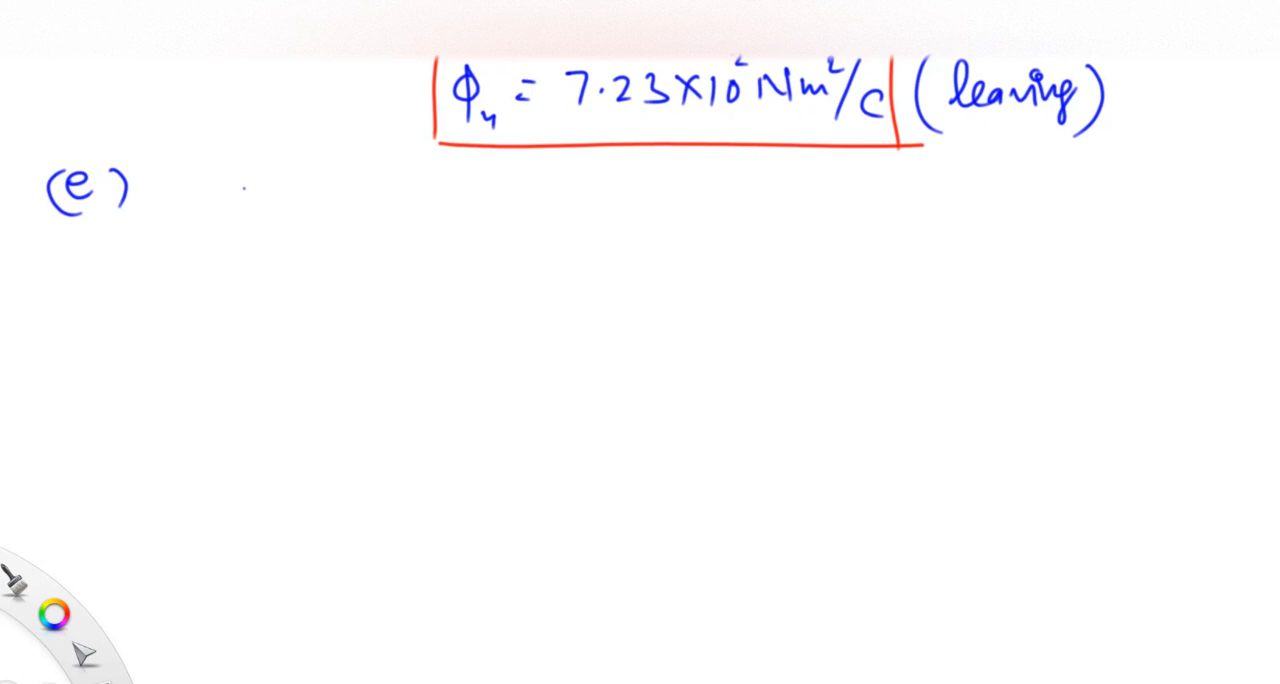 ϕ₄ = 7.23×10² Nm²/C (leaving)
(e)